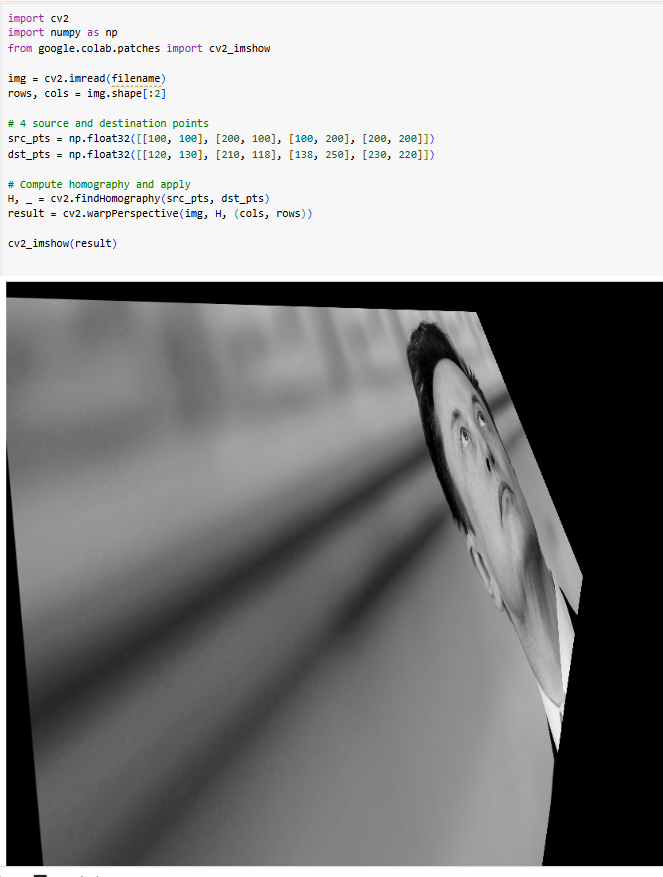 import cv2
import numpy as np
from google.colab.patches import cv2_imshow
img = cv2.imread(filename)
rows, cols = img.shape[:2]
# 4 source and destination points
src_pts = np.float32([[100, 100], [200, 100], [100, 200], [200, 200]])
dst_pts = np.float32([[120, 130], [210, 118], [138, 250], [230, 220]])
# Compute homography and apply
H, _ = cv2.findHomography(src_pts, dst_pts)
result = cv2.warpPerspective(img, H, (cols, rows))
cv2_imshow(result)